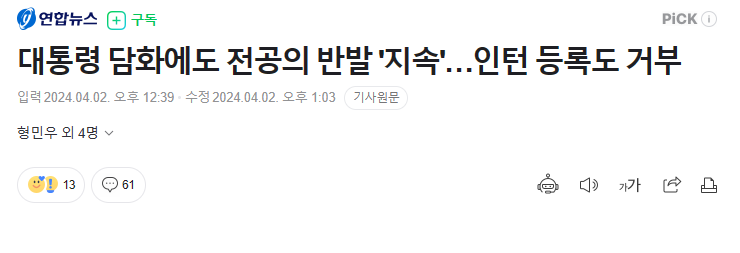 연합뉴스 구독 PiCK
대통령 담화에도 전공의 반발 '지속'…인턴 등록도 거부
입력 2024.04.02. 오후 12:39 · 수정 2024.04.02. 오후 1:03 기사원문
형민우 외 4명
13 61 가가